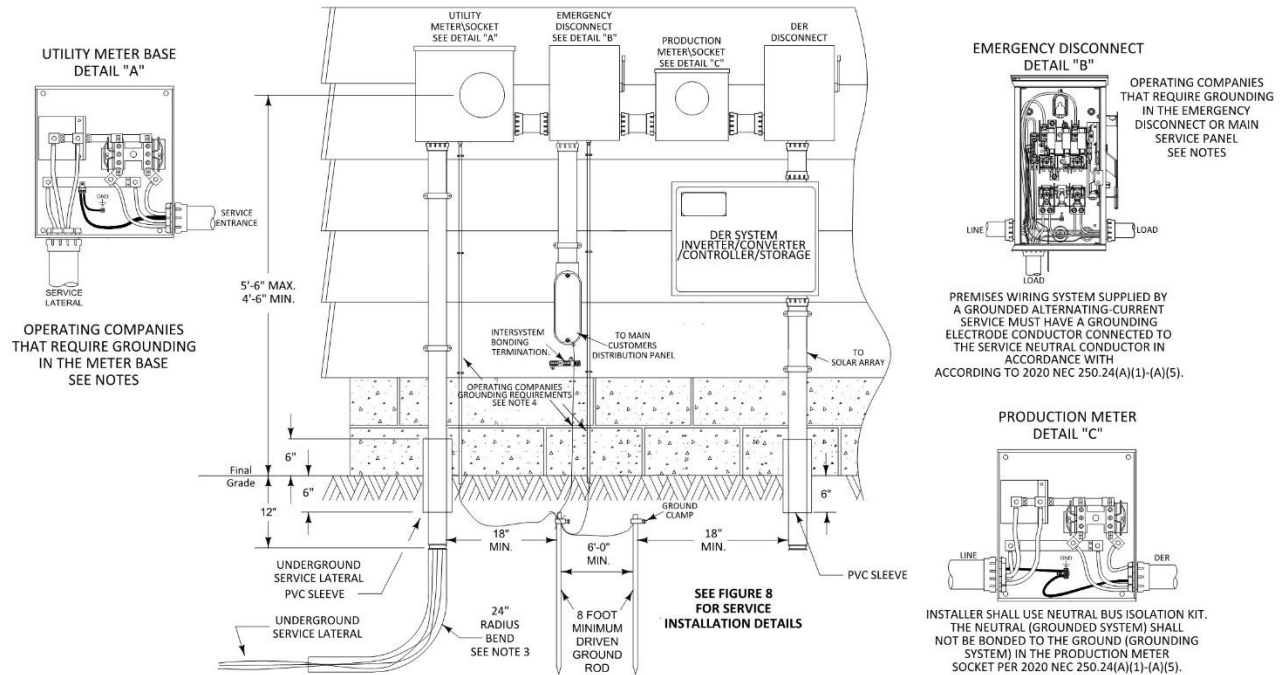 UTILITY METER BASE
DETAIL "A"
GND
SERVICE
ENTRANCE
SERVICE
LATERAL
OPERATING COMPANIES
THAT REQUIRE GROUNDING
IN THE METER BASE
SEE NOTES
UTILITY
METER\SOCKET
SEE DETAIL "A"
EMERGENCY
DISCONNECT
SEE DETAIL "B"
PRODUCTION
METER\SOCKET
SEE DETAIL "C"
DER
DISCONNECT
DER SYSTEM
INVERTER/CONVERTER
/CONTROLLER/STORAGE
5'-6" MAX.
4'-6" MIN.
INTERSYSTEM
BONDING
TERMINATION.
TO MAIN
CUSTOMERS
DISTRIBUTION PANEL
TO
SOLAR ARRAY
OPERATING COMPANIES
GROUNDING REQUIREMENTS
SEE NOTE 4
6"
Final
Grade
6"
12"
6"
GROUND
CLAMP
18"
MIN.
6'-0"
MIN.
18"
MIN.
UNDERGROUND
SERVICE LATERAL
PVC SLEEVE
PVC SLEEVE
UNDERGROUND
SERVICE LATERAL
24"
RADIUS
BEND
SEE NOTE 3
8 FOOT
MINIMUM
DRIVEN
GROUND
ROD
SEE FIGURE 8
FOR SERVICE
INSTALLATION DETAILS
EMERGENCY DISCONNECT
DETAIL "B"
OPERATING COMPANIES
THAT REQUIRE GROUNDING
IN THE EMERGENCY
DISCONNECT OR MAIN
SERVICE PANEL
SEE NOTES
LINE
LOAD
LOAD
PREMISES WIRING SYSTEM SUPPLIED BY
A GROUNDED ALTERNATING-CURRENT
SERVICE MUST HAVE A GROUNDING
ELECTRODE CONDUCTOR CONNECTED TO
THE SERVICE NEUTRAL CONDUCTOR IN
ACCORDANCE WITH
ACCORDING TO 2020 NEC 250.24(A)(1)-(A)(5).
PRODUCTION METER
DETAIL "C"
LINE
GND
DER
INSTALLER SHALL USE NEUTRAL BUS ISOLATION KIT.
THE NEUTRAL (GROUNDED SYSTEM) SHALL
NOT BE BONDED TO THE GROUND (GROUNDING
SYSTEM) IN THE PRODUCTION METER
SOCKET PER 2020 NEC 250.24(A)(1)-(A)(5).